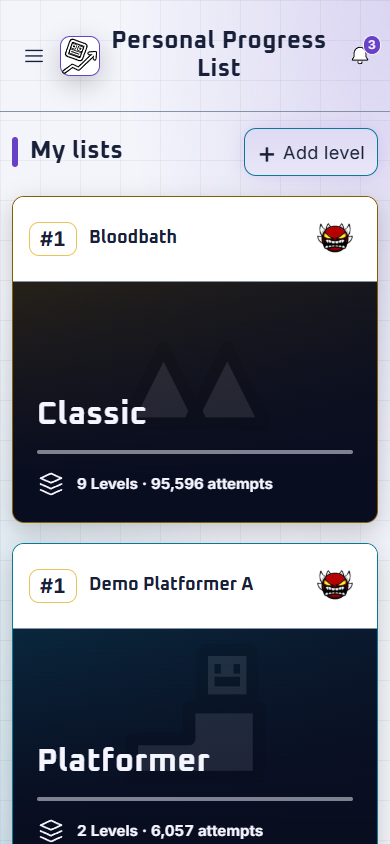 Personal Progress
List
3
My lists
+ Add level
#1 Bloodbath
Classic
9 Levels · 95,596 attempts
#1 Demo Platformer A
Platformer
2 Levels · 6,057 attempts